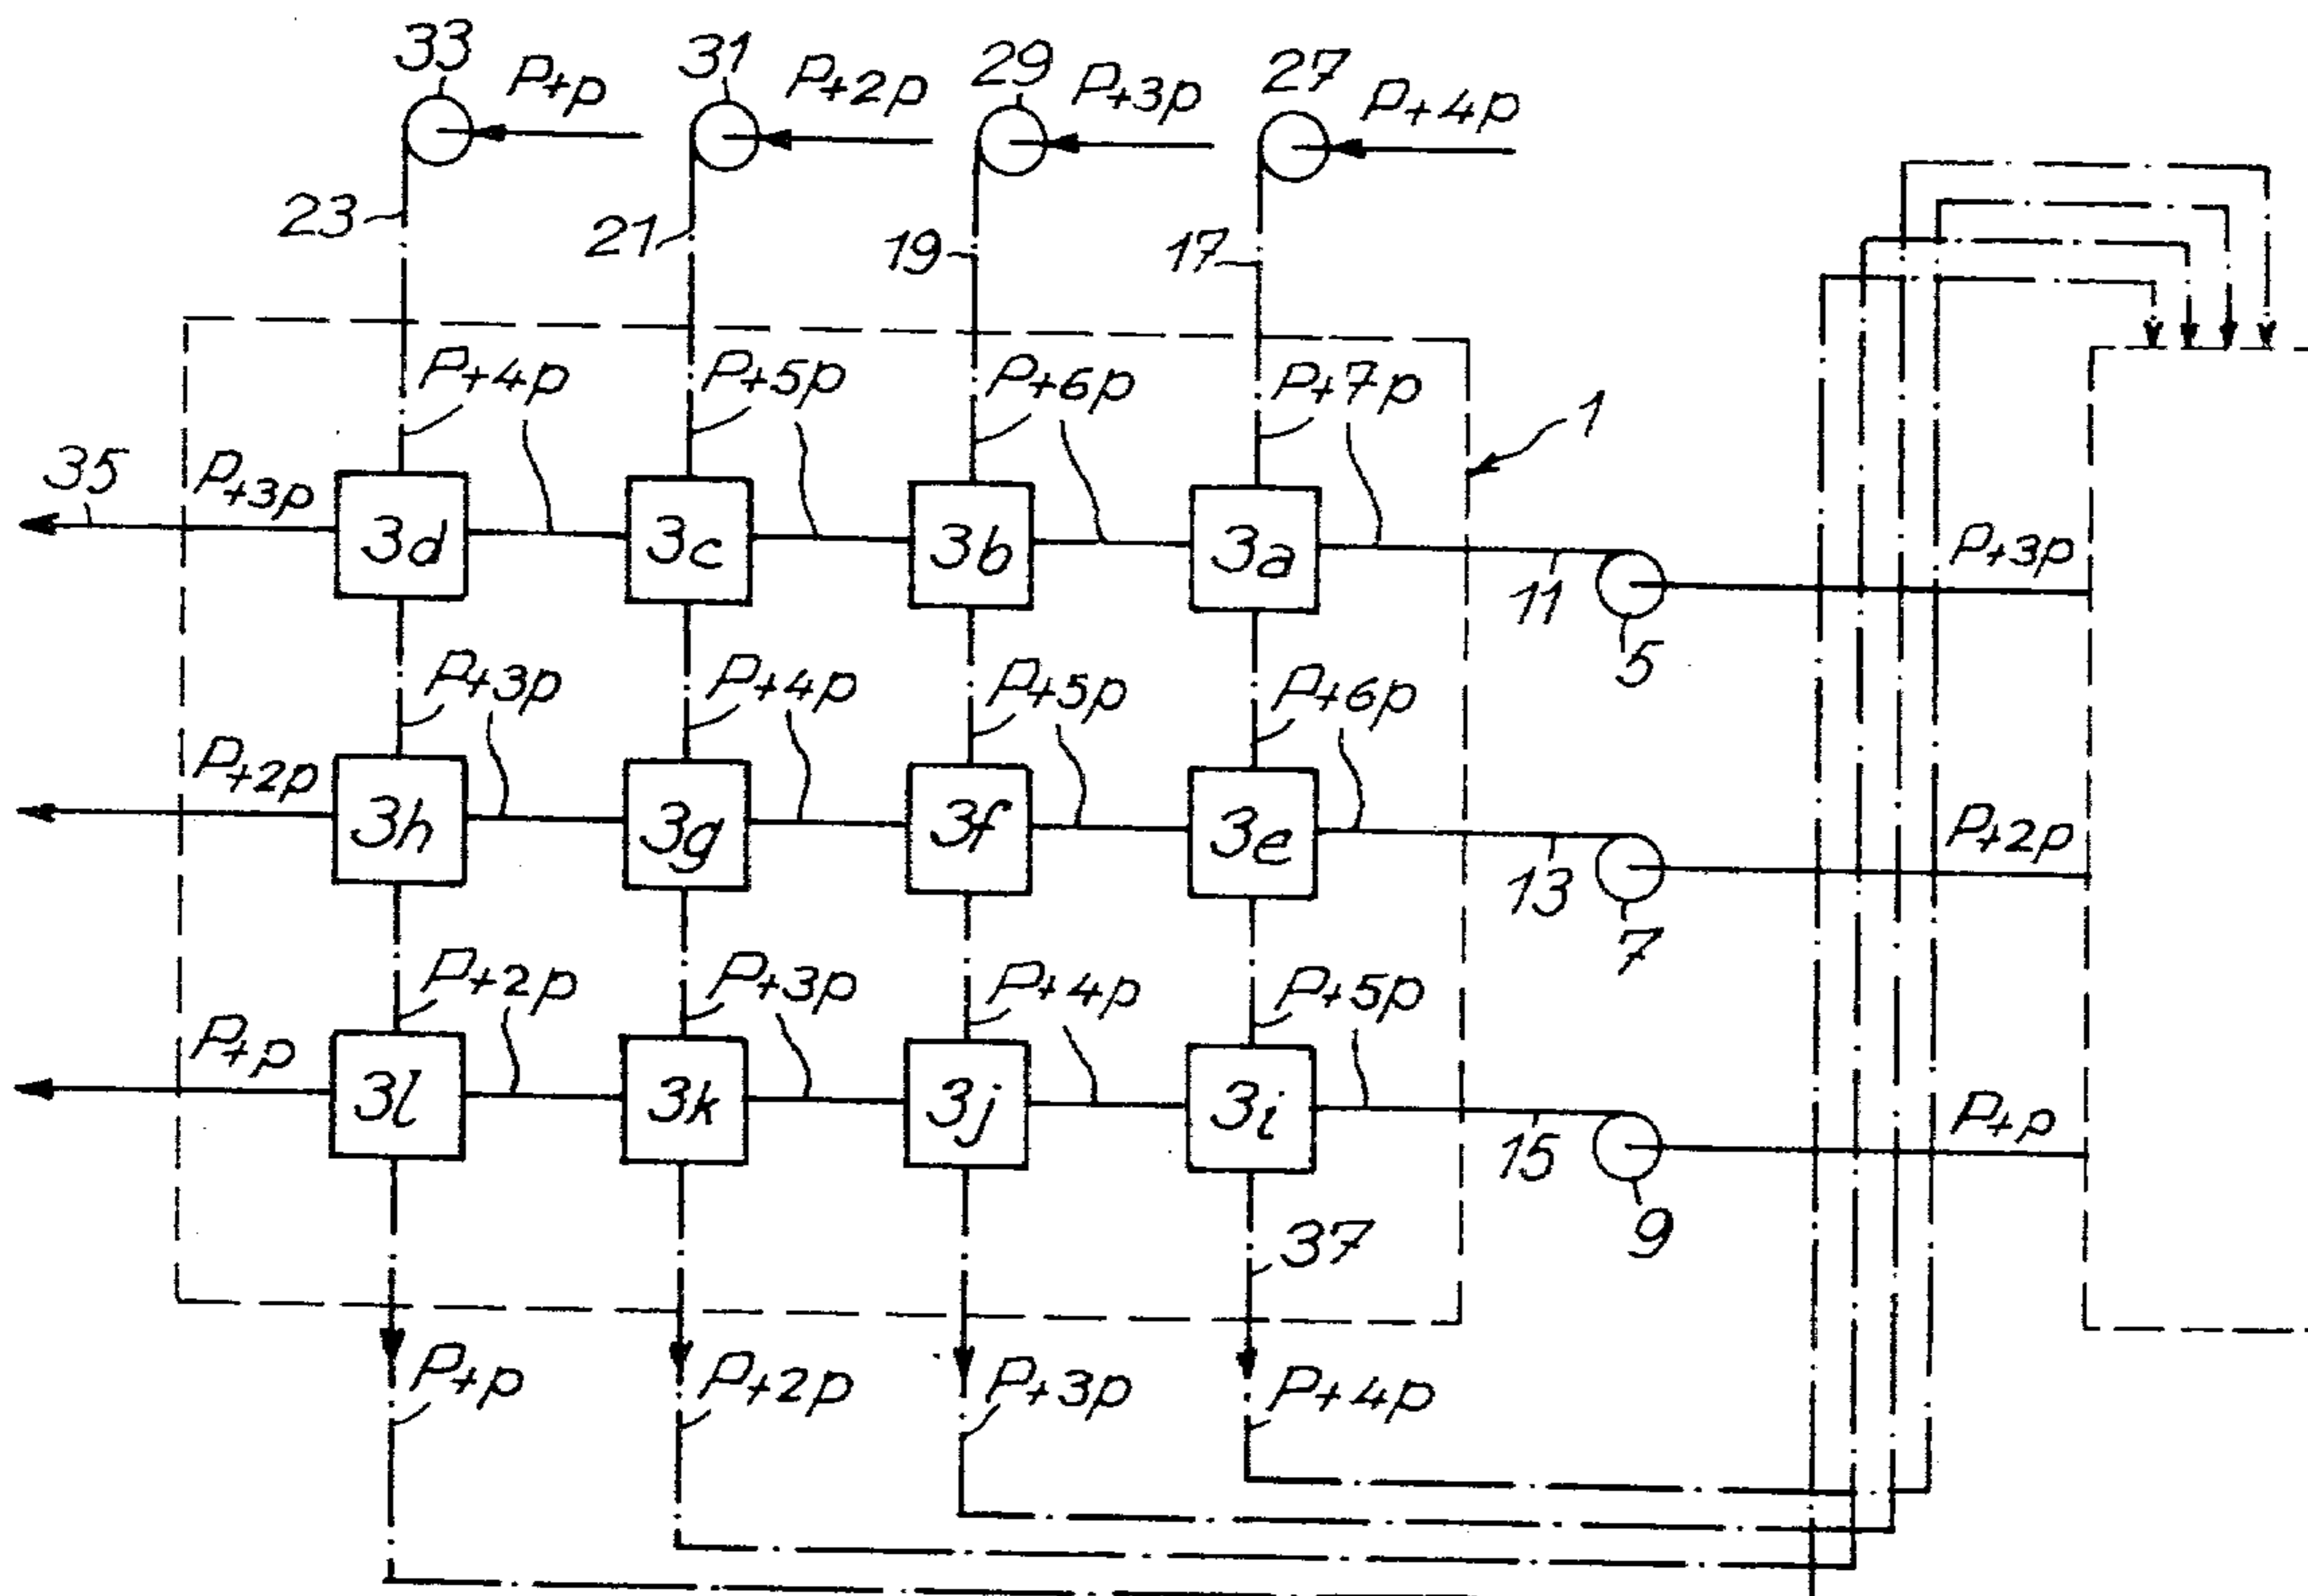 33 P+p 31 P+2p 29 P+3p 27 P+4p
23 21 19 17
P+4p P+5p P+6p P+7p 1
35 P+3p 3d 3c 3b 3a 11 5 P+3p
P+3p P+4p P+5p P+6p
P+2p 3h 3g 3f 3e 13 7 P+2p
P+2p P+3p P+4p P+5p
P+p 3l 3k 3j 3i 15 9 P+p
37
P+p P+2p P+3p P+4p